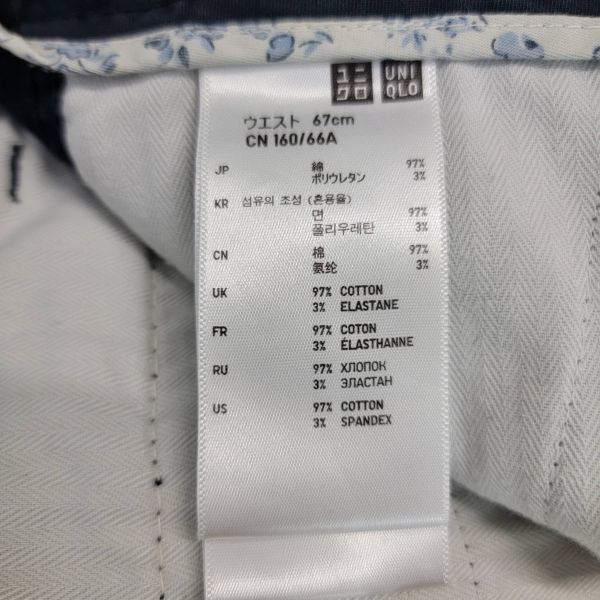 ユニ
クロ
UNI
QLO
ウエスト 67cm
CN 160/66A
JP 綿 97%
ポリウレタン 3%
KR 섬유의 조성 (혼용율)
면 97%
폴리우레탄 3%
CN 棉 97%
氨纶 3%
UK 97% COTTON
3% ELASTANE
FR 97% COTON
3% ÉLASTHANNE
RU 97% ХЛОПОК
3% ЭЛАСТАН
US 97% COTTON
3% SPANDEX